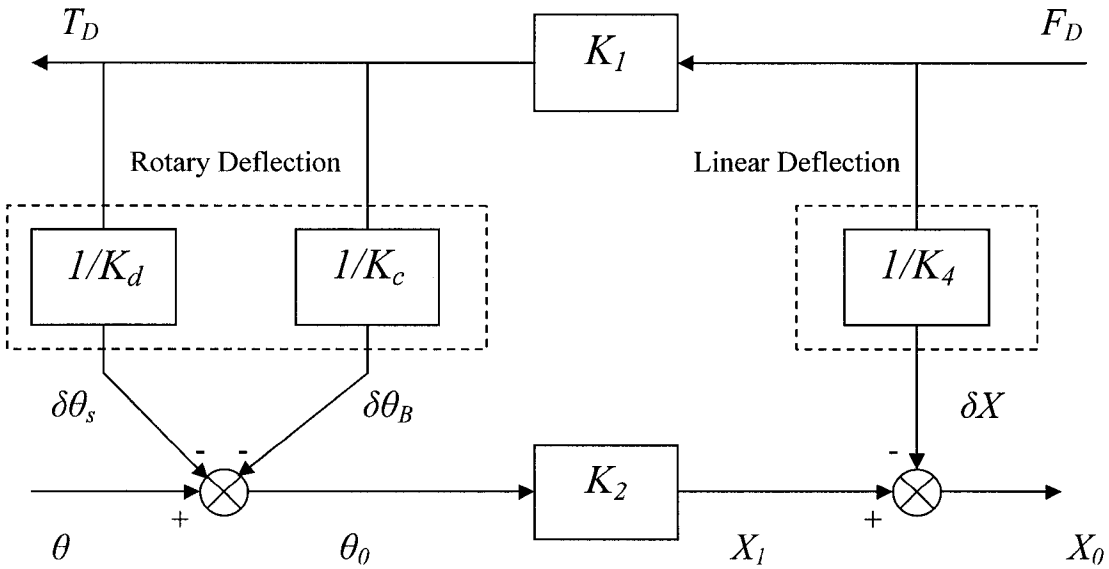 T_D
K_1
F_D
Rotary Deflection
Linear Deflection
1/K_d
1/K_c
1/K_4
δθ_s
δθ_B
δX
- -
-
K_2
+
+
θ
θ_0
X_1
X_0